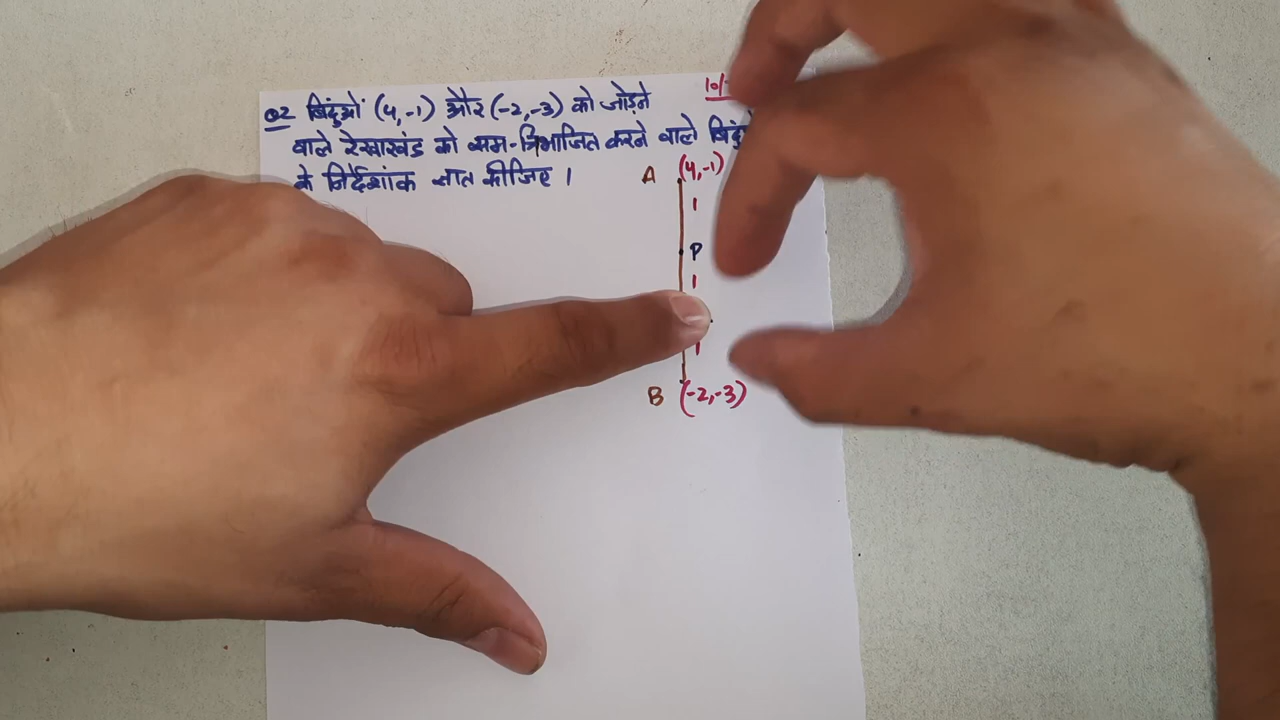 Q2 बिंदुओं (4,-1) और (-2,-3) को जोड़ने
वाले रेखाखंड को सम-त्रिभाजित करने वाले
के निर्देशांक ज्ञात कीजिए ।
A (4,-1)
1
P
1
1
B (-2,-3)